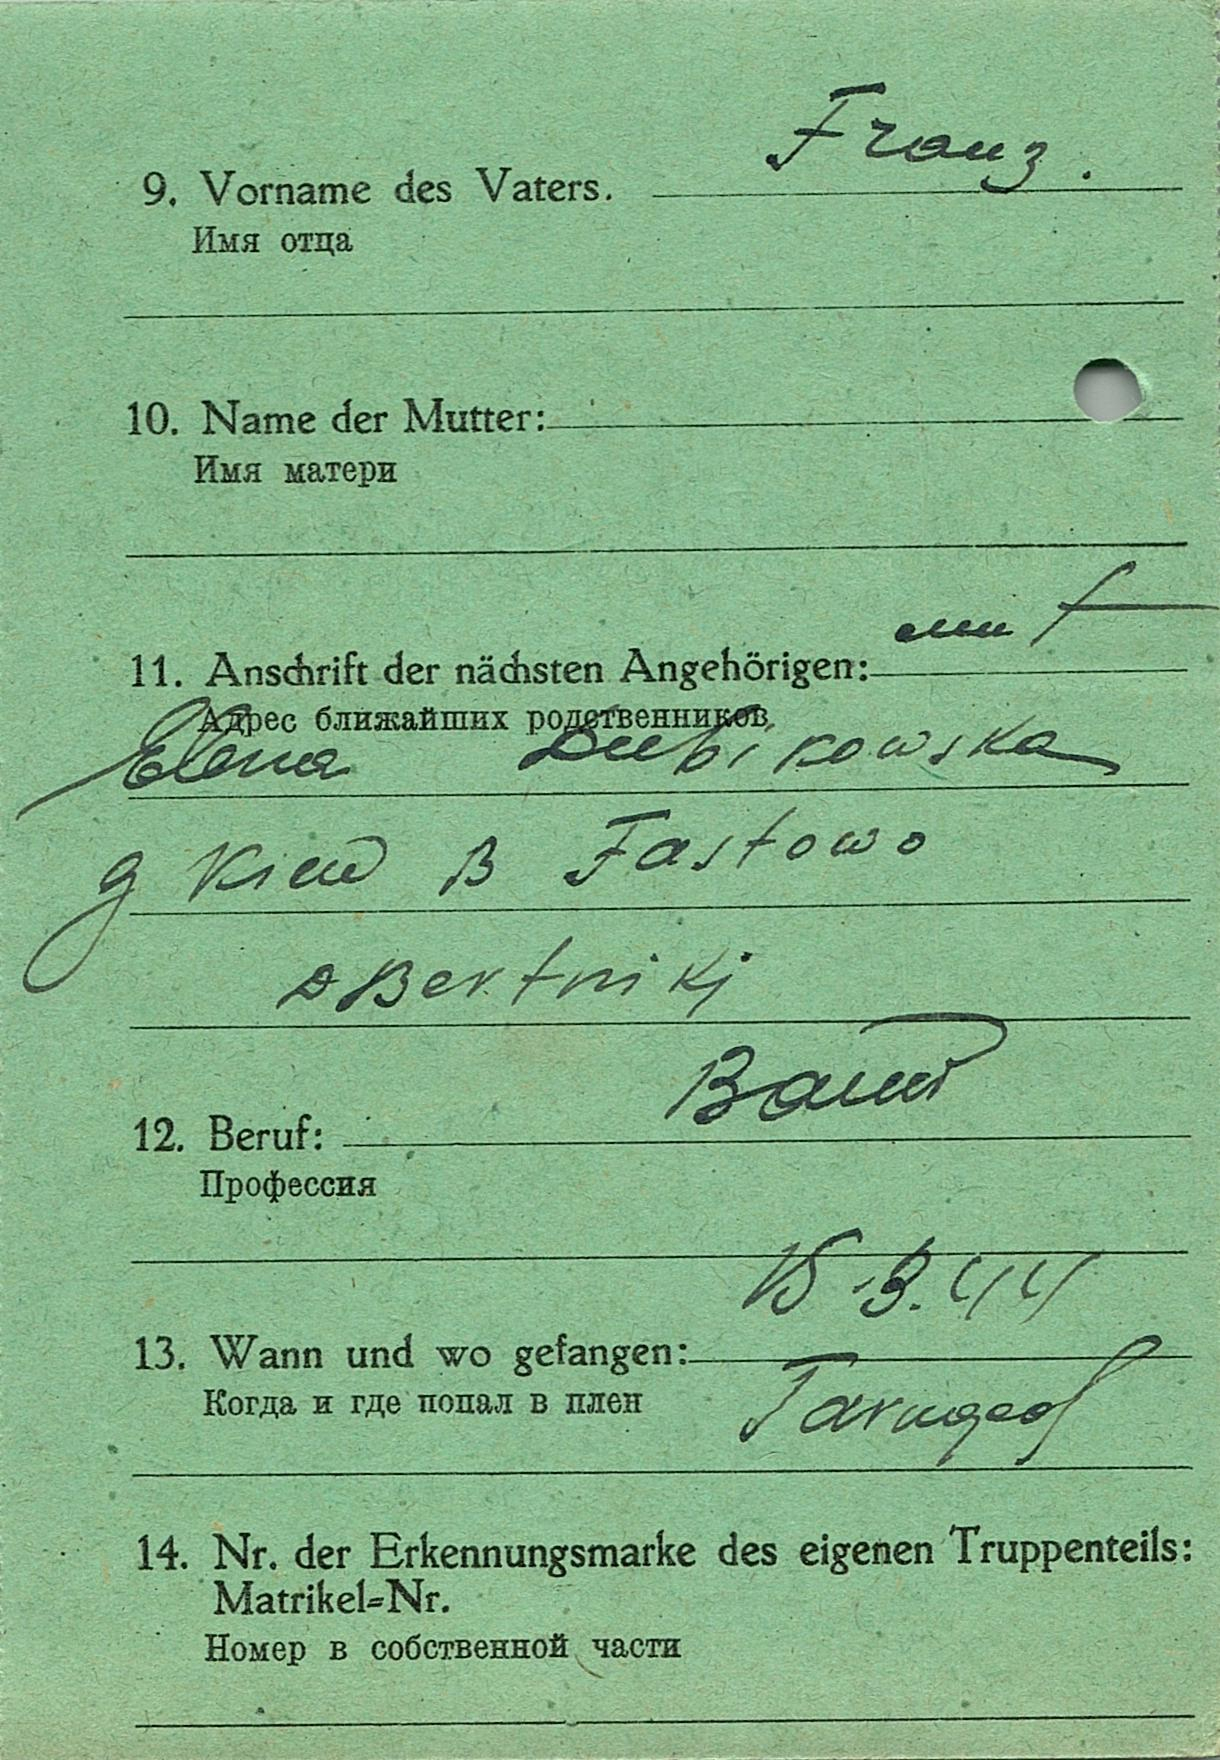 Franz.
9. Vorname des Vaters.
Имя отца
10. Name der Mutter:
Имя матери
11. Anschrift der nächsten Angehörigen:
Адрес ближайших родственников
Elena Dubikowska
g Kiew B Fastowo
12. Beruf:
Профессия
15.9.44
13. Wann und wo gefangen:
Когда и где попал в плен
14. Nr. der Erkennungsmarke des eigenen Truppenteils:
Matrikel=Nr.
Номер в собственной части